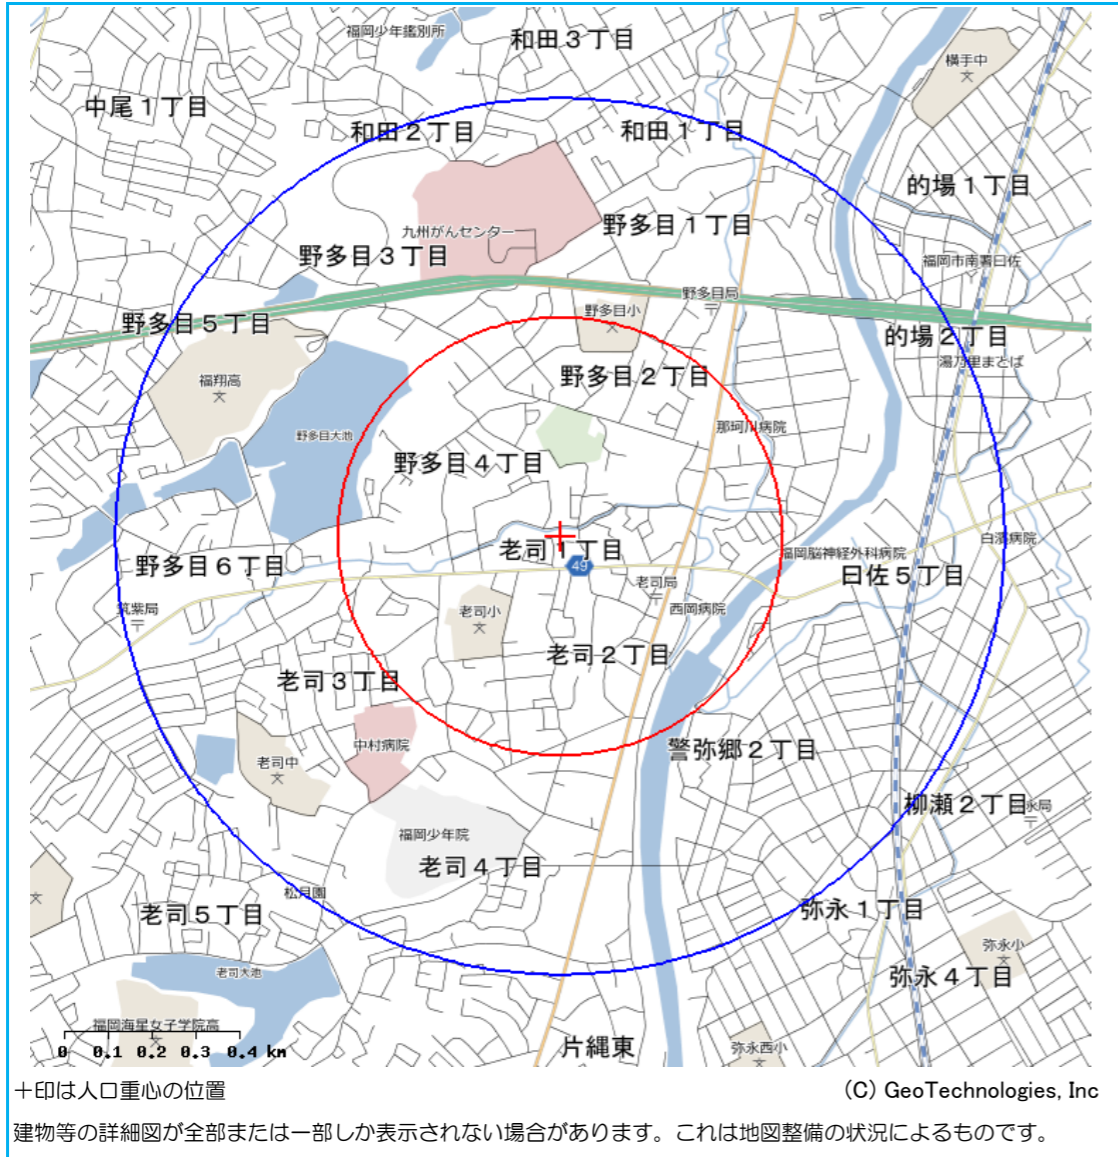 福岡少年鑑別所
和田３丁目
横手中
中尾１丁目
和田２丁目
和田１丁目
的場１丁目
九州がんセンター
野多目１丁目
野多目３丁目
福岡市南署曰佐
野多目局
野多目小
野多目５丁目
的場２丁目
湯乃里まとば
福翔高
野多目２丁目
那珂川病院
野多目大池
野多目４丁目
白濱病院
老司１丁目
福岡脳神経外科病院
野多目６丁目
49
老司局
曰佐５丁目
筑紫局
老司小
西岡病院
老司２丁目
老司３丁目
中村病院
警弥郷２丁目
老司中
柳瀬２丁目
永局
福岡少年院
老司４丁目
松月園
老司５丁目
弥永１丁目
弥永小
老司大池
弥永４丁目
福岡海星女子学院高
0 0.1 0.2 0.3 0.4 km
片縄東
弥永西小
＋印は人口重心の位置
(C) GeoTechnologies, Inc
建物等の詳細図が全部または一部しか表示されない場合があります。これは地図整備の状況によるものです。